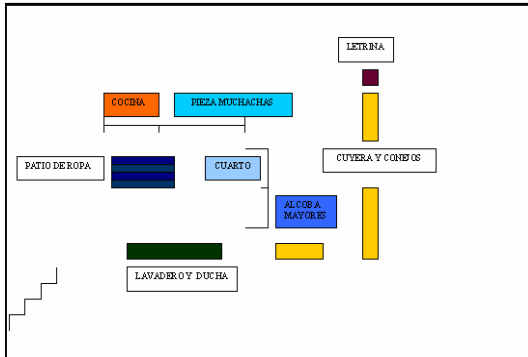 LETRINA
COCINA
PIEZA MUCHACHAS
PATIO DE ROPA
CUARTO
CUYERA Y CONEJOS
ALCOBA
MAYORES
LAVADERO Y DUCHA